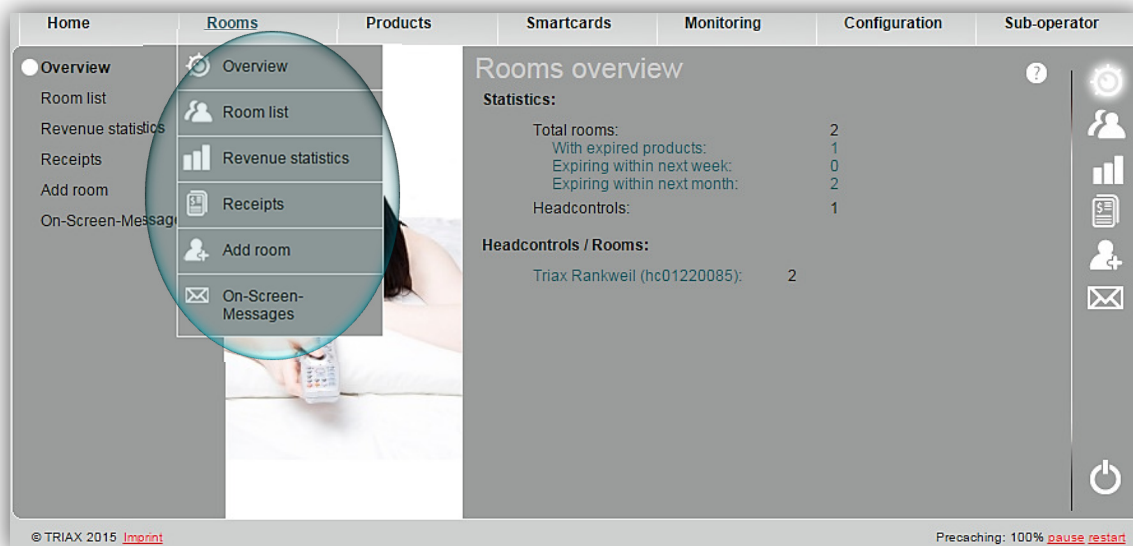 Home Rooms Products Smartcards Monitoring Configuration Sub-operator
Overview
Room list
Revenue statistics
Receipts
Add room
On-Screen-Messag
Overview
Room list
Revenue statistics
Receipts
Add room
On-Screen-
Messages
Rooms overview
?
Statistics:
Total rooms: 2
With expired products: 1
Expiring within next week: 0
Expiring within next month: 2
Headcontrols: 1
Headcontrols / Rooms:
Triax Rankweil (hc01220085): 2
© TRIAX 2015 Imprint
Precaching: 100% pause restart